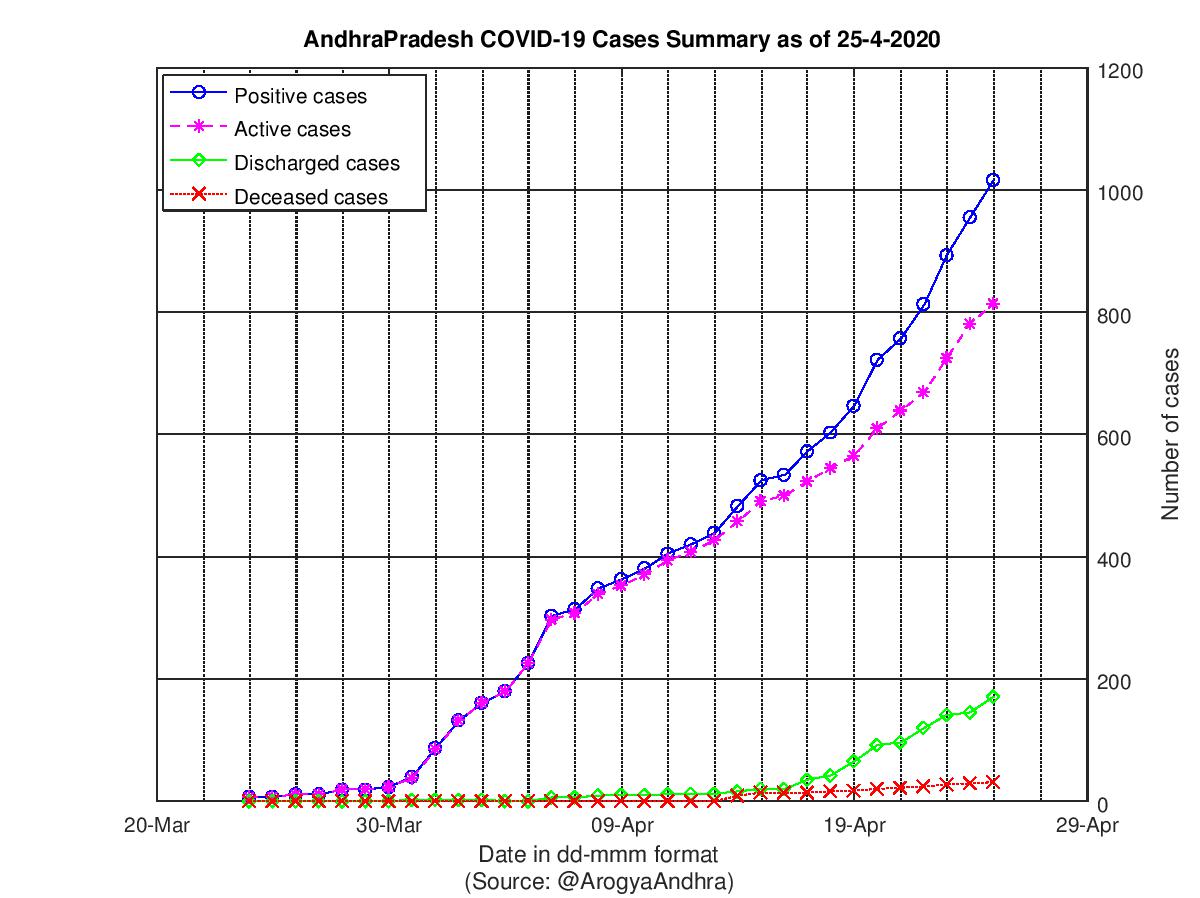 AndhraPradesh COVID-19 Cases Summary as of 25-4-2020
Positive cases
Active cases
Discharged cases
Deceased cases
1200
1000
800
600
400
200
0
Number of cases
20-Mar 30-Mar 09-Apr 19-Apr 29-Apr
Date in dd-mmm format
(Source: @ArogyaAndhra)